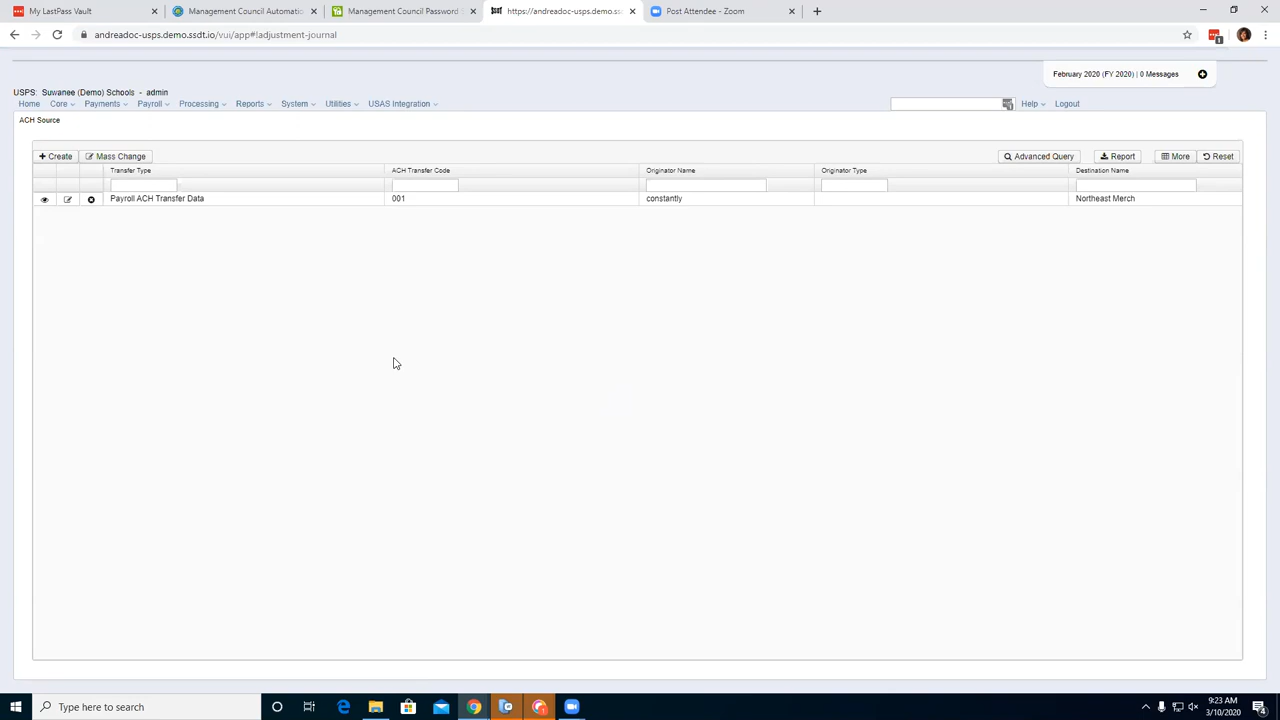 My LastPass Vault
Management Council Automatio
Management Council Password S
https://andreadoc-usps.demo.ss
Post Attendee - Zoom
andreadoc-usps.demo.ssdt.io/vui/app#!adjustment-journal
1
February 2020 (FY 2020) | 0 Messages
USPS: Suwanee (Demo) Schools - admin
Home Core Payments Payroll Processing Reports System Utilities USAS Integration Help Logout
ACH Source
Create Mass Change Advanced Query Report More Reset
Transfer Type ACH Transfer Code Originator Name Originator Type Destination Name
Payroll ACH Transfer Data 001 constantly Northeast Merch
Type here to search
9:23 AM
3/10/2020
4